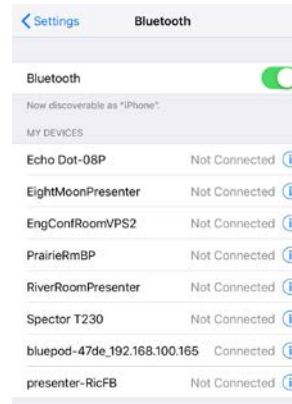 Settings Bluetooth
Bluetooth
Now discoverable as "iPhone".
MY DEVICES
Echo Dot-08P Not Connected
EightMoonPresenter Not Connected
EngConfRoomVPS2 Not Connected
PrairieRmBP Not Connected
RiverRoomPresenter Not Connected
Spector T230 Not Connected
bluepod-47de_192.168.100.165 Connected
presenter-RicFB Not Connected